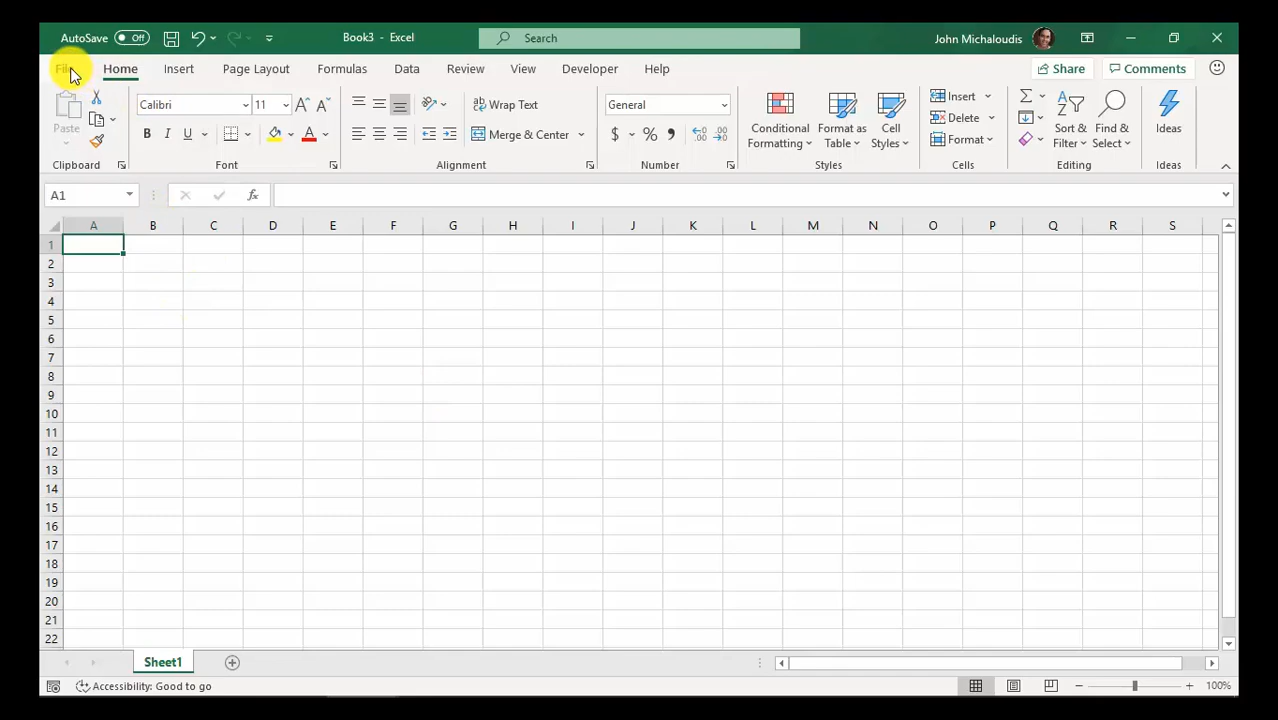 AutoSave Off Book3 - Excel Search John Michaloudis
File Home Insert Page Layout Formulas Data Review View Developer Help Share Comments
Calibri 11 Wrap Text General Insert
Paste B I U Merge & Center $ % Conditional Formatting Format as Table Cell Styles Delete Format Sort & Filter Find & Select Ideas
Clipboard Font Alignment Number Styles Cells Editing Ideas
A1 fx
A B C D E F G H I J K L M N O P Q R S
1
2
3
4
5
6
7
8
9
10
11
12
13
14
15
16
17
18
19
20
21
22
Sheet1
Accessibility: Good to go 100%